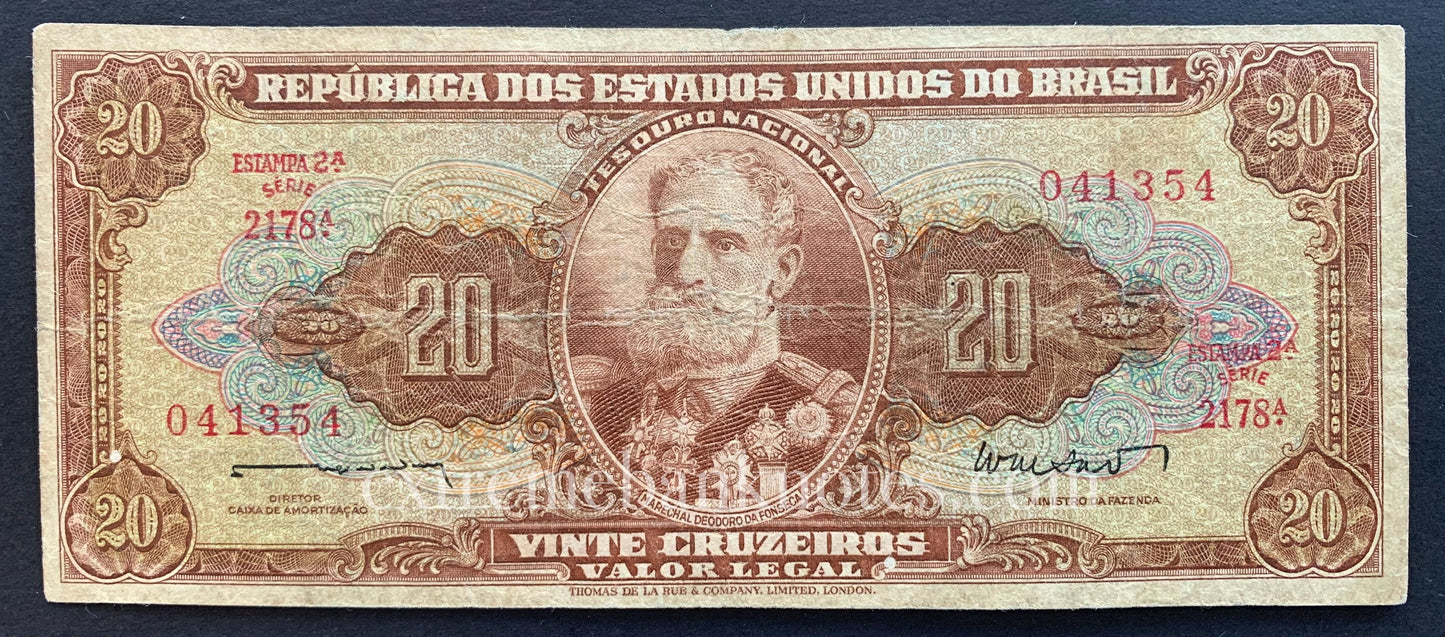 REPÚBLICA DOS ESTADOS UNIDOS DO BRASIL
TESOURO NACIONAL
20
20
ESTAMPA 2ª
SÉRIE
2178ª
041354
20
20
041354
ESTAMPA 2ª
SÉRIE
2178ª
DIRETOR
CAIXA DE AMORTIZAÇÃO
MARECHAL DEODORO DA FONSECA
MINISTRO DA FAZENDA
extremebanknotes.com
20
20
VINTE CRUZEIROS
VALOR LEGAL
THOMAS DE LA RUE & COMPANY, LIMITED, LONDON.